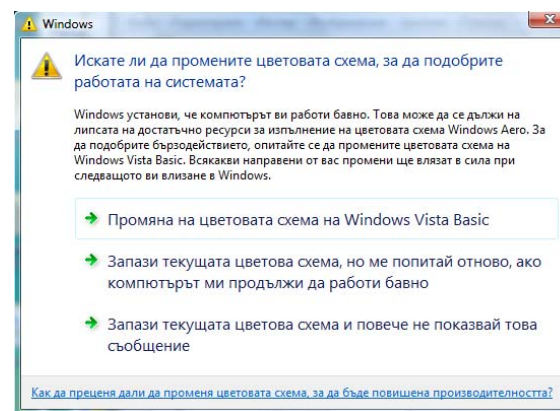 Windows
Искате ли да промените цветовата схема, за да подобрите
работата на системата?
Windows установи, че компютърът ви работи бавно. Това може да се дължи на
липсата на достатъчно ресурси за изпълнение на цветовата схема Windows Aero. За
да подобрите бързодействието, опитайте се да промените цветовата схема на
Windows Vista Basic. Всякакви направени от вас промени ще влязат в сила при
следващото ви влизане в Windows.
Промяна на цветовата схема на Windows Vista Basic
Запази текущата цветова схема, но ме попитай отново, ако
компютърът ми продължи да работи бавно
Запази текущата цветова схема и повече не показвай това
съобщение
Как да преценя дали да променя цветовата схема, за да бъде повишена производителността?